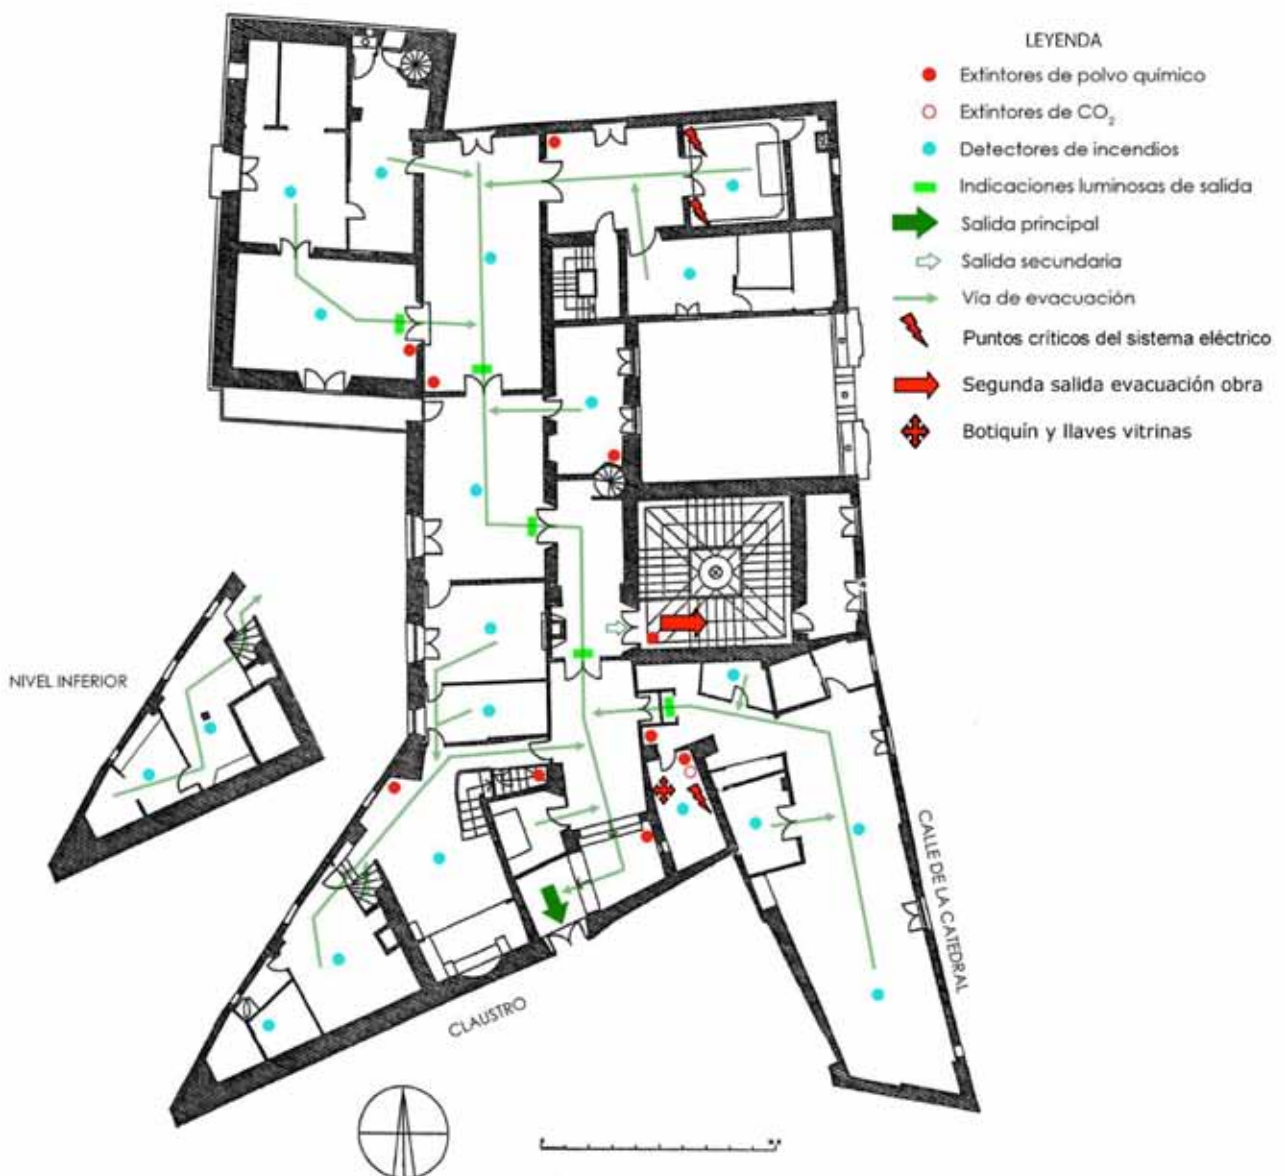 LEYENDA
Extintores de polvo químico
Extintores de CO₂
Detectores de incendios
Indicaciones luminosas de salida
Salida principal
Salida secundaria
Vía de evacuación
Puntos críticos del sistema eléctrico
Segunda salida evacuación obra
Botiquín y llaves vitrinas
NIVEL INFERIOR
CALLE DE LA CATEDRAL
CLAUSTRO